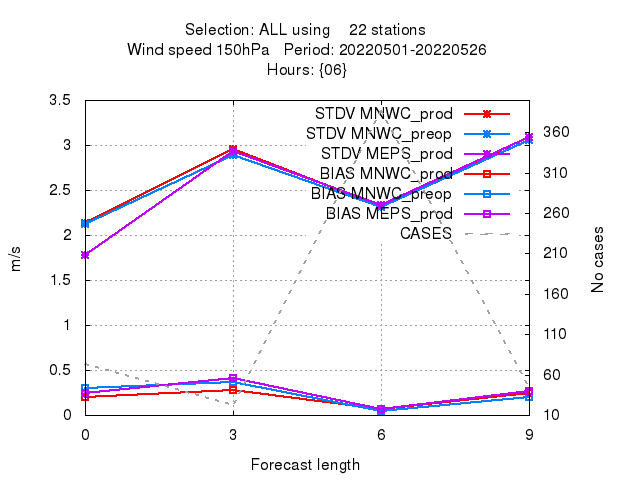 Selection: ALL using 22 stations
Wind speed 150hPa Period: 20220501-20220526
Hours: {06}
3.5
3
2.5
2
1.5
1
0.5
0
m/s
STDV MNWC_prod
STDV MNWC_preop
STDV MEPS_prod
BIAS MNWC_prod
BIAS MNWC_preop
BIAS MEPS_prod
CASES
360
310
260
210
160
110
60
10
No cases
0 3 6 9
Forecast length